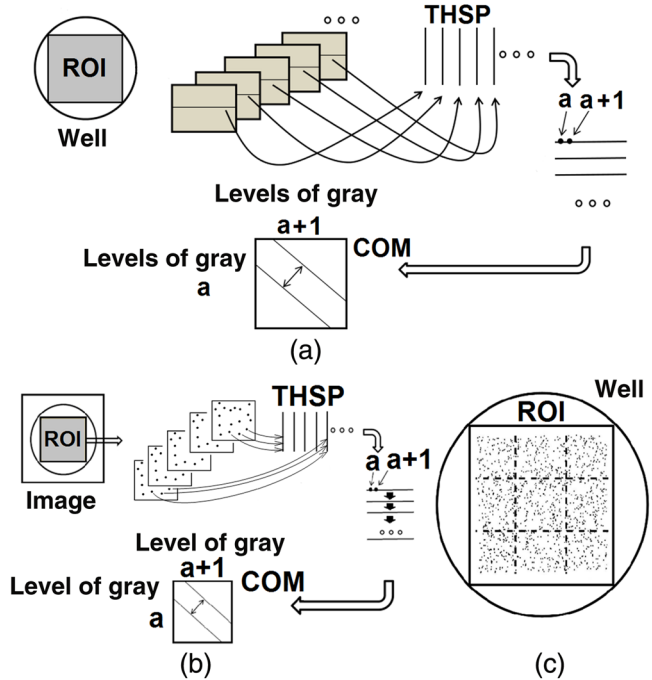 THSP
ROI
Well
a a+1
Levels of gray
a+1
Levels of gray
COM
a
(a)
THSP
ROI
Image
a a+1
Level of gray
a+1
Level of gray
COM
a
(b)
Well
ROI
(c)